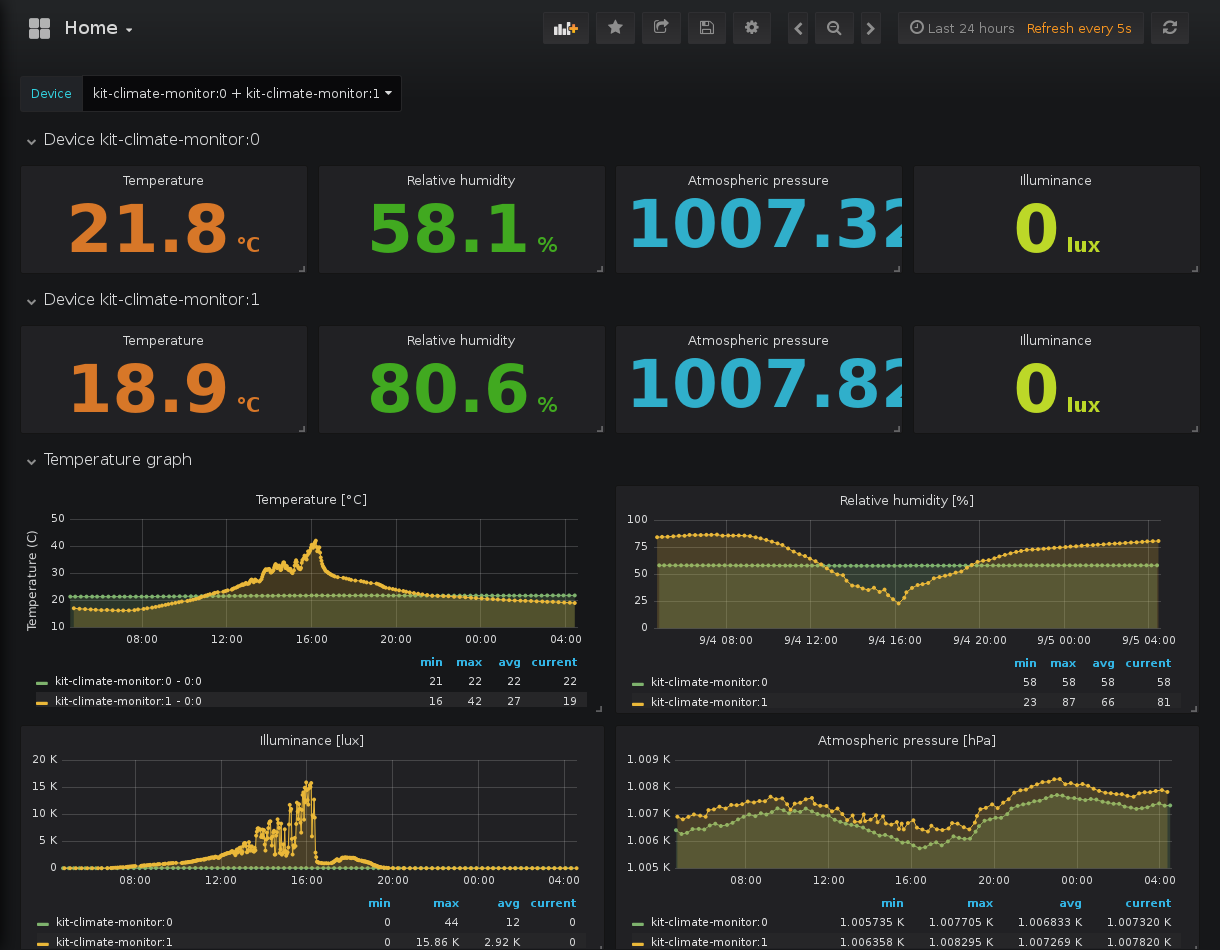 Home
Last 24 hours Refresh every 5s
Device kit-climate-monitor:0 + kit-climate-monitor:1
Device kit-climate-monitor:0
Temperature Relative humidity Atmospheric pressure Illuminance
21.8 °C 58.1 % 1007.32 0 lux
Device kit-climate-monitor:1
Temperature Relative humidity Atmospheric pressure Illuminance
18.9 °C 80.6 % 1007.82 0 lux
Temperature graph
Temperature [°C]
Temperature (C)
50
40
30
20
10
08:00 12:00 16:00 20:00 00:00 04:00
min max avg current
kit-climate-monitor:0 - 0:0 21 22 22 22
kit-climate-monitor:1 - 0:0 16 42 27 19
Relative humidity [%]
100
75
50
25
0
9/4 08:00 9/4 12:00 9/4 16:00 9/4 20:00 9/5 00:00 9/5 04:00
min max avg current
kit-climate-monitor:0 58 58 58 58
kit-climate-monitor:1 23 87 66 81
Illuminance [lux]
20 K
15 K
10 K
5 K
0
08:00 12:00 16:00 20:00 00:00 04:00
min max avg current
kit-climate-monitor:0 0 44 12 0
kit-climate-monitor:1 0 15.86 K 2.92 K 0
Atmospheric pressure [hPa]
1.009 K
1.008 K
1.007 K
1.006 K
1.005 K
08:00 12:00 16:00 20:00 00:00 04:00
min max avg current
kit-climate-monitor:0 1.005735 K 1.007705 K 1.006833 K 1.007320 K
kit-climate-monitor:1 1.006358 K 1.008295 K 1.007269 K 1.007820 K